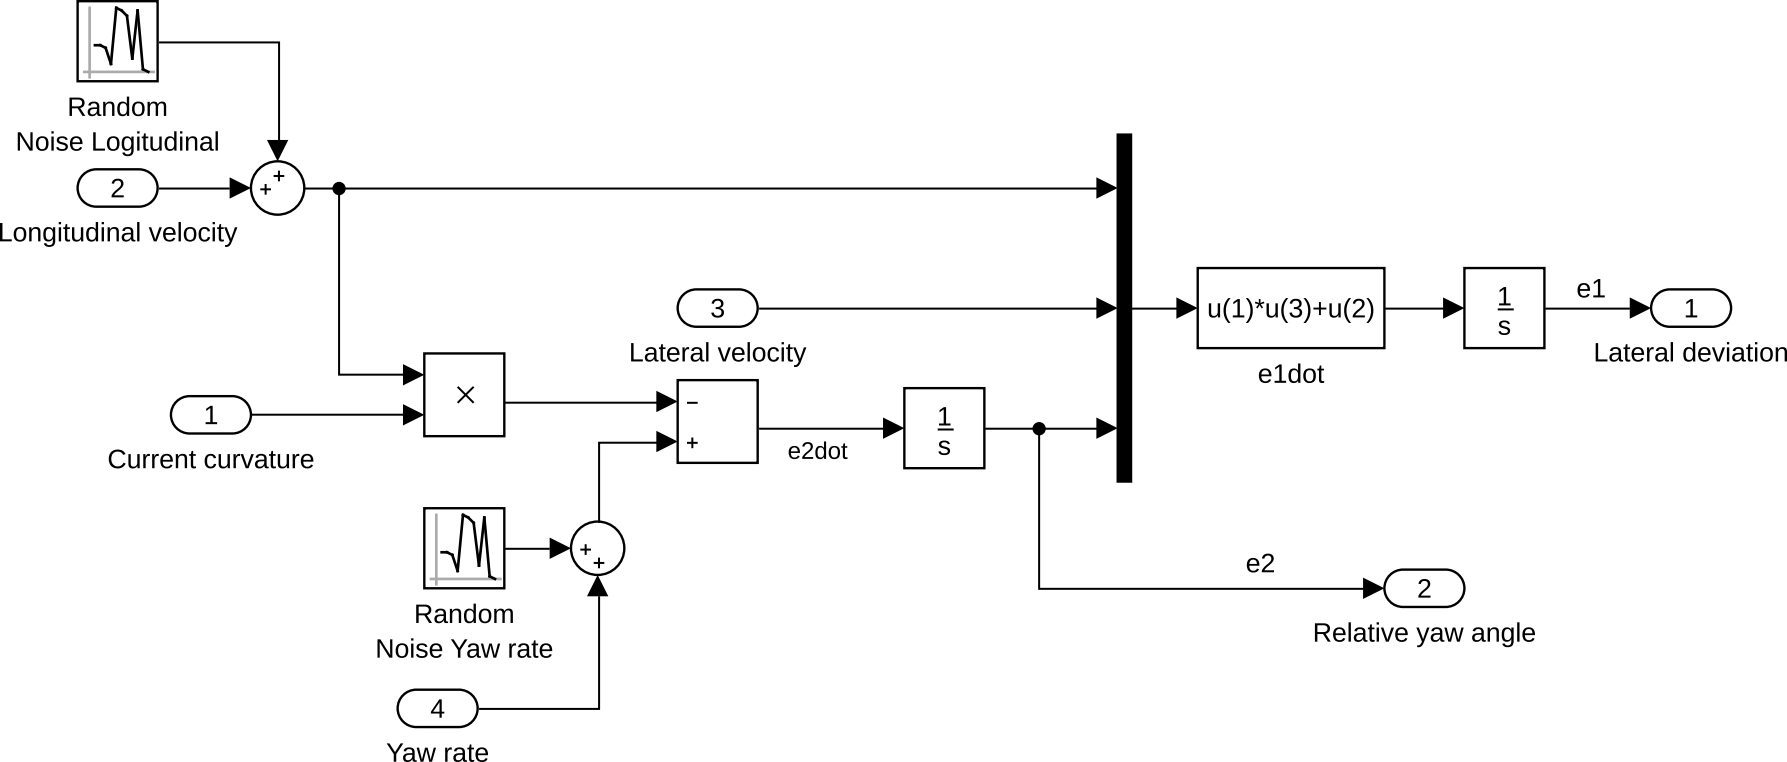 Random
Noise Logitudinal
2
Longitudinal velocity
+
+
3
Lateral velocity
1
Current curvature
×
−
+
e2dot
1
s
u(1)*u(3)+u(2)
e1dot
1
s
e1
1
Lateral deviation
Random
Noise Yaw rate
+
+
4
Yaw rate
e2
2
Relative yaw angle